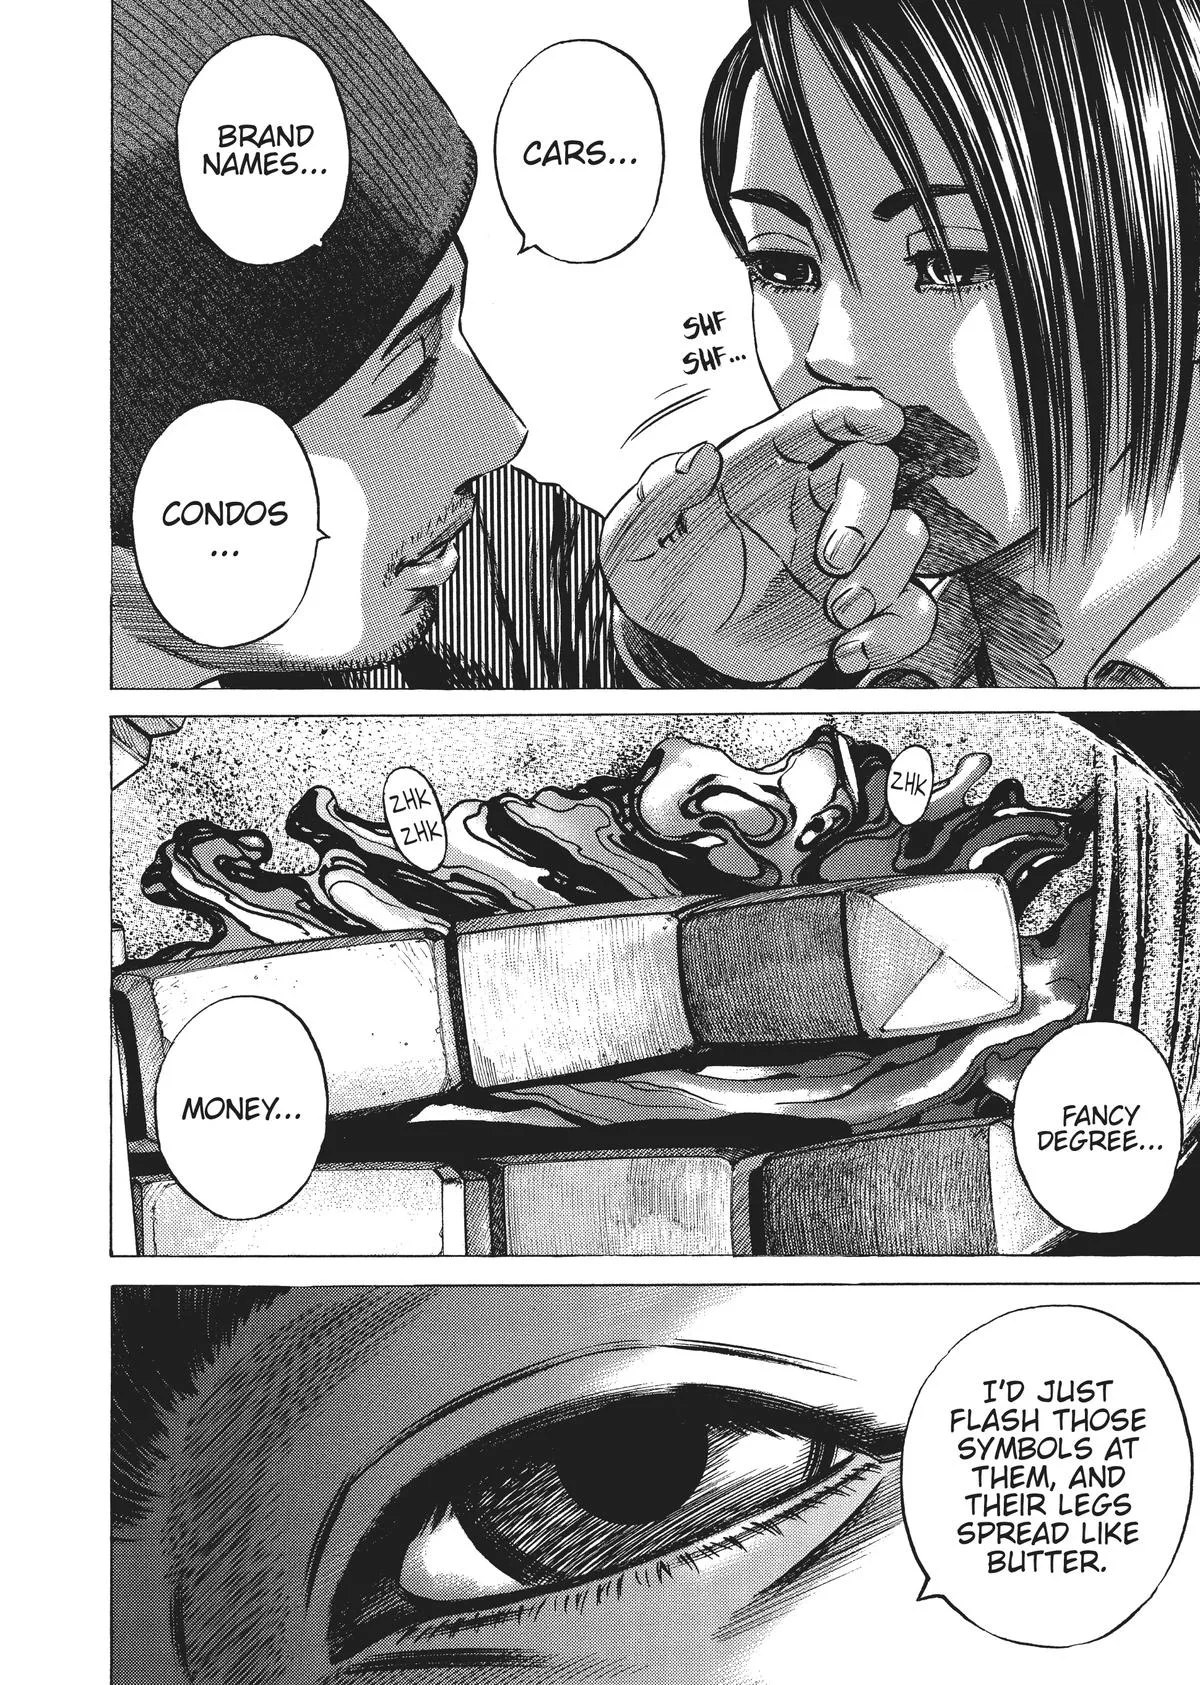 CARS...
SHF
SHF...
BRAND
NAMES...
CONDOS
...
ZHK
ZHK
ZHK
FANCY
DEGREE...
MONEY...
I'D JUST
FLASH THOSE
SYMBOLS AT
THEM, AND
THEIR LEGS
SPREAD LIKE
BUTTER.